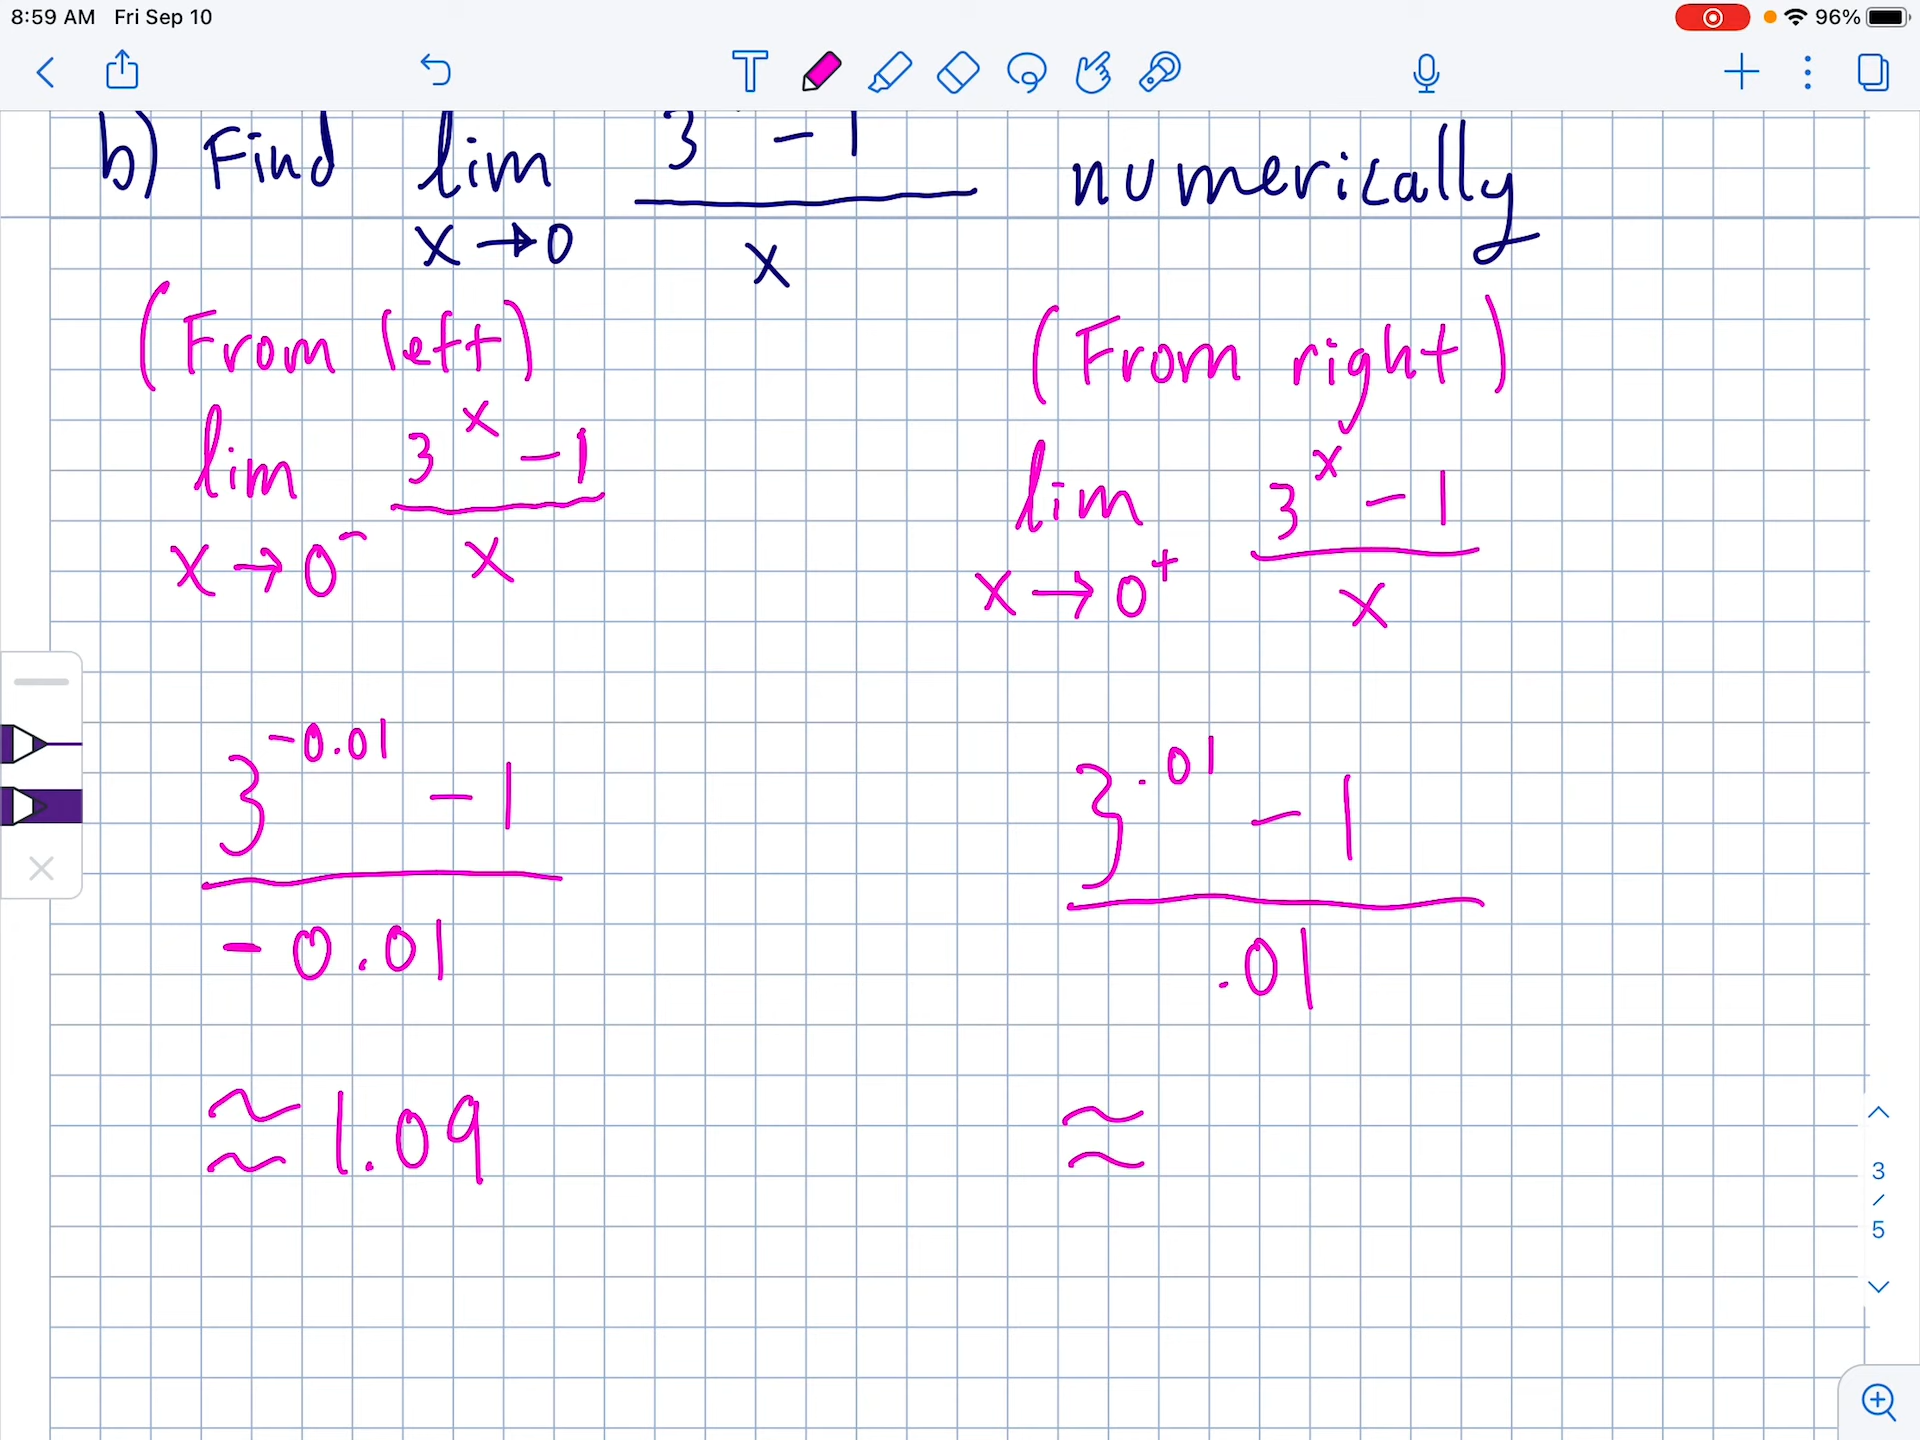 8:59 AM Fri Sep 10
96%
T
b) Find lim 3 - 1 / x numerically
x → 0
(From left)
lim 3^x - 1 / x
x → 0^-
(From right)
lim 3^x - 1 / x
x → 0^+
3^-0.01 - 1
- 0.01
≈ 1.09
3^.01 - 1
.01
≈
3
/
5